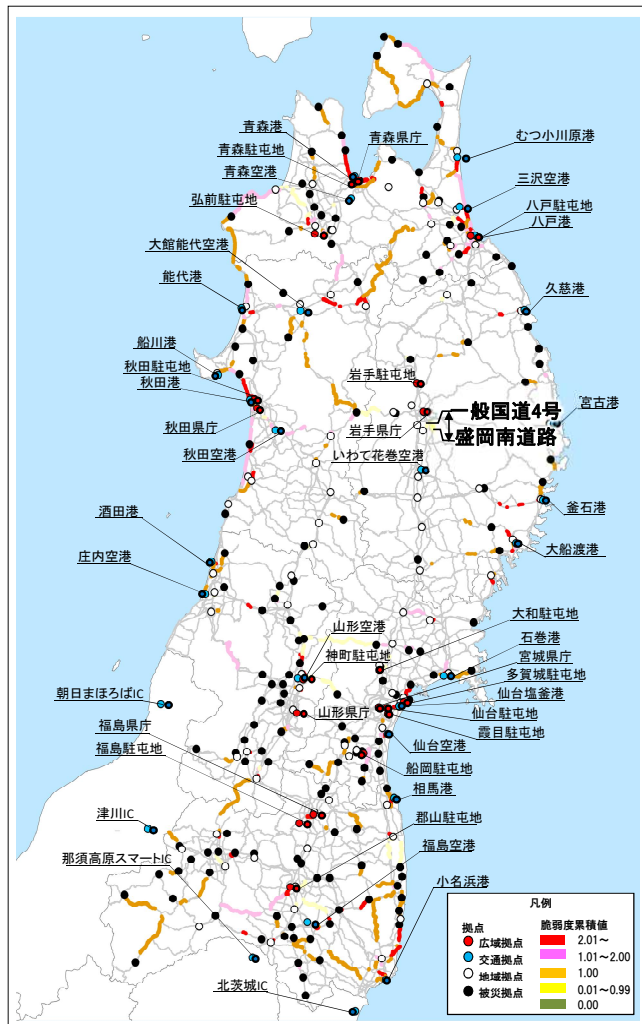 青森港
青森駐屯地
青森県庁
青森空港
弘前駐屯地
むつ小川原港
三沢空港
八戸駐屯地
八戸港
大館能代空港
能代港
久慈港
船川港
秋田駐屯地
秋田港
岩手駐屯地
一般国道4号
盛岡南道路
宮古港
秋田県庁
岩手県庁
秋田空港
いわて花巻空港
釜石港
酒田港
大船渡港
庄内空港
大和駐屯地
山形空港
石巻港
神町駐屯地
宮城県庁
多賀城駐屯地
朝日まほろばIC
仙台塩釜港
山形県庁
仙台駐屯地
福島県庁
霞目駐屯地
福島駐屯地
仙台空港
船岡駐屯地
相馬港
津川IC
郡山駐屯地
那須高原スマートIC
福島空港
小名浜港
北茨城IC
凡例
拠点
脆弱度累積値
広域拠点
2.01~
交通拠点
1.01~2.00
地域拠点
1.00
被災拠点
0.01~0.99
0.00